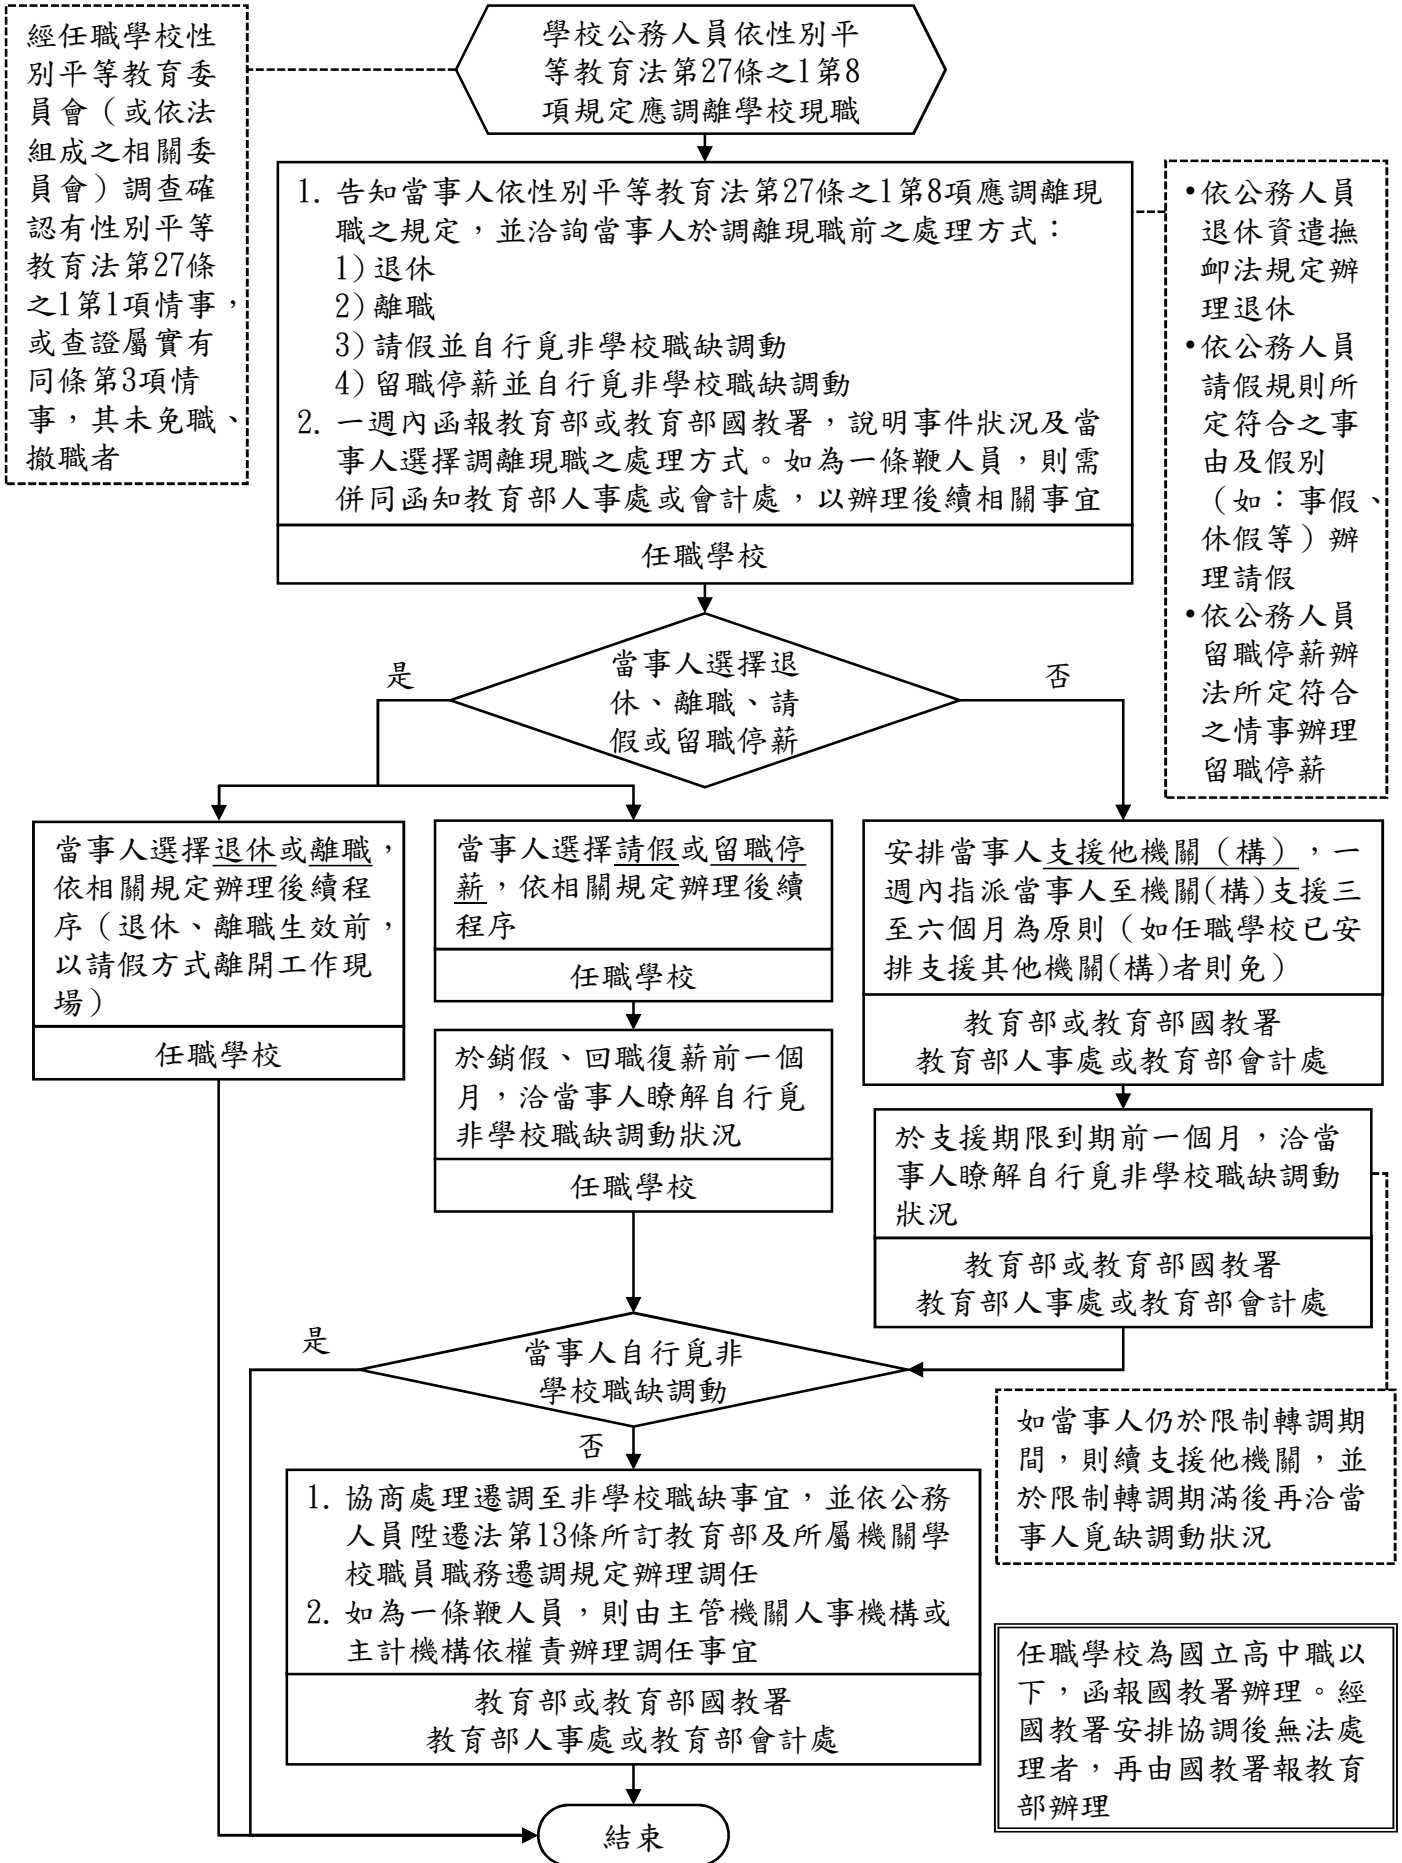 經任職學校性
別平等教育委
員會（或依法
組成之相關委
員會）調查確
認有性別平等
教育法第27條
之1第1項情事，
或查證屬實有
同條第3項情
事，其未免職、
撤職者
學校公務人員依性別平
等教育法第27條之1第8
項規定應調離學校現職
1. 告知當事人依性別平等教育法第27條之1第8項應調離現
職之規定，並洽詢當事人於調離現職前之處理方式：
1)退休
2)離職
3)請假並自行覓非學校職缺調動
4)留職停薪並自行覓非學校職缺調動
2. 一週內函報教育部或教育部國教署，說明事件狀況及當
事人選擇調離現職之處理方式。如為一條鞭人員，則需
併同函知教育部人事處或會計處，以辦理後續相關事宜
任職學校
•依公務人員
退休資遣撫
卹法規定辦
理退休
•依公務人員
請假規則所
定符合之事
由及假別
（如：事假、
休假等）辦
理請假
•依公務人員
留職停薪辦
法所定符合
之情事辦理
留職停薪
當事人選擇退
休、離職、請
假或留職停薪
是
否
當事人選擇退休或離職，
依相關規定辦理後續程
序（退休、離職生效前，
以請假方式離開工作現
場）
任職學校
當事人選擇請假或留職停
薪，依相關規定辦理後續
程序
任職學校
於銷假、回職復薪前一個
月，洽當事人瞭解自行覓
非學校職缺調動狀況
任職學校
安排當事人支援他機關（構），一
週內指派當事人至機關(構)支援三
至六個月為原則（如任職學校已安
排支援其他機關(構)者則免）
教育部或教育部國教署
教育部人事處或教育部會計處
於支援期限到期前一個月，洽當
事人瞭解自行覓非學校職缺調動
狀況
教育部或教育部國教署
教育部人事處或教育部會計處
當事人自行覓非
學校職缺調動
是
否
如當事人仍於限制轉調期
間，則續支援他機關，並
於限制轉調期滿後再洽當
事人覓缺調動狀況
1. 協商處理遷調至非學校職缺事宜，並依公務
人員陞遷法第13條所訂教育部及所屬機關學
校職員職務遷調規定辦理調任
2. 如為一條鞭人員，則由主管機關人事機構或
主計機構依權責辦理調任事宜
教育部或教育部國教署
教育部人事處或教育部會計處
任職學校為國立高中職以
下，函報國教署辦理。經
國教署安排協調後無法處
理者，再由國教署報教育
部辦理
結束